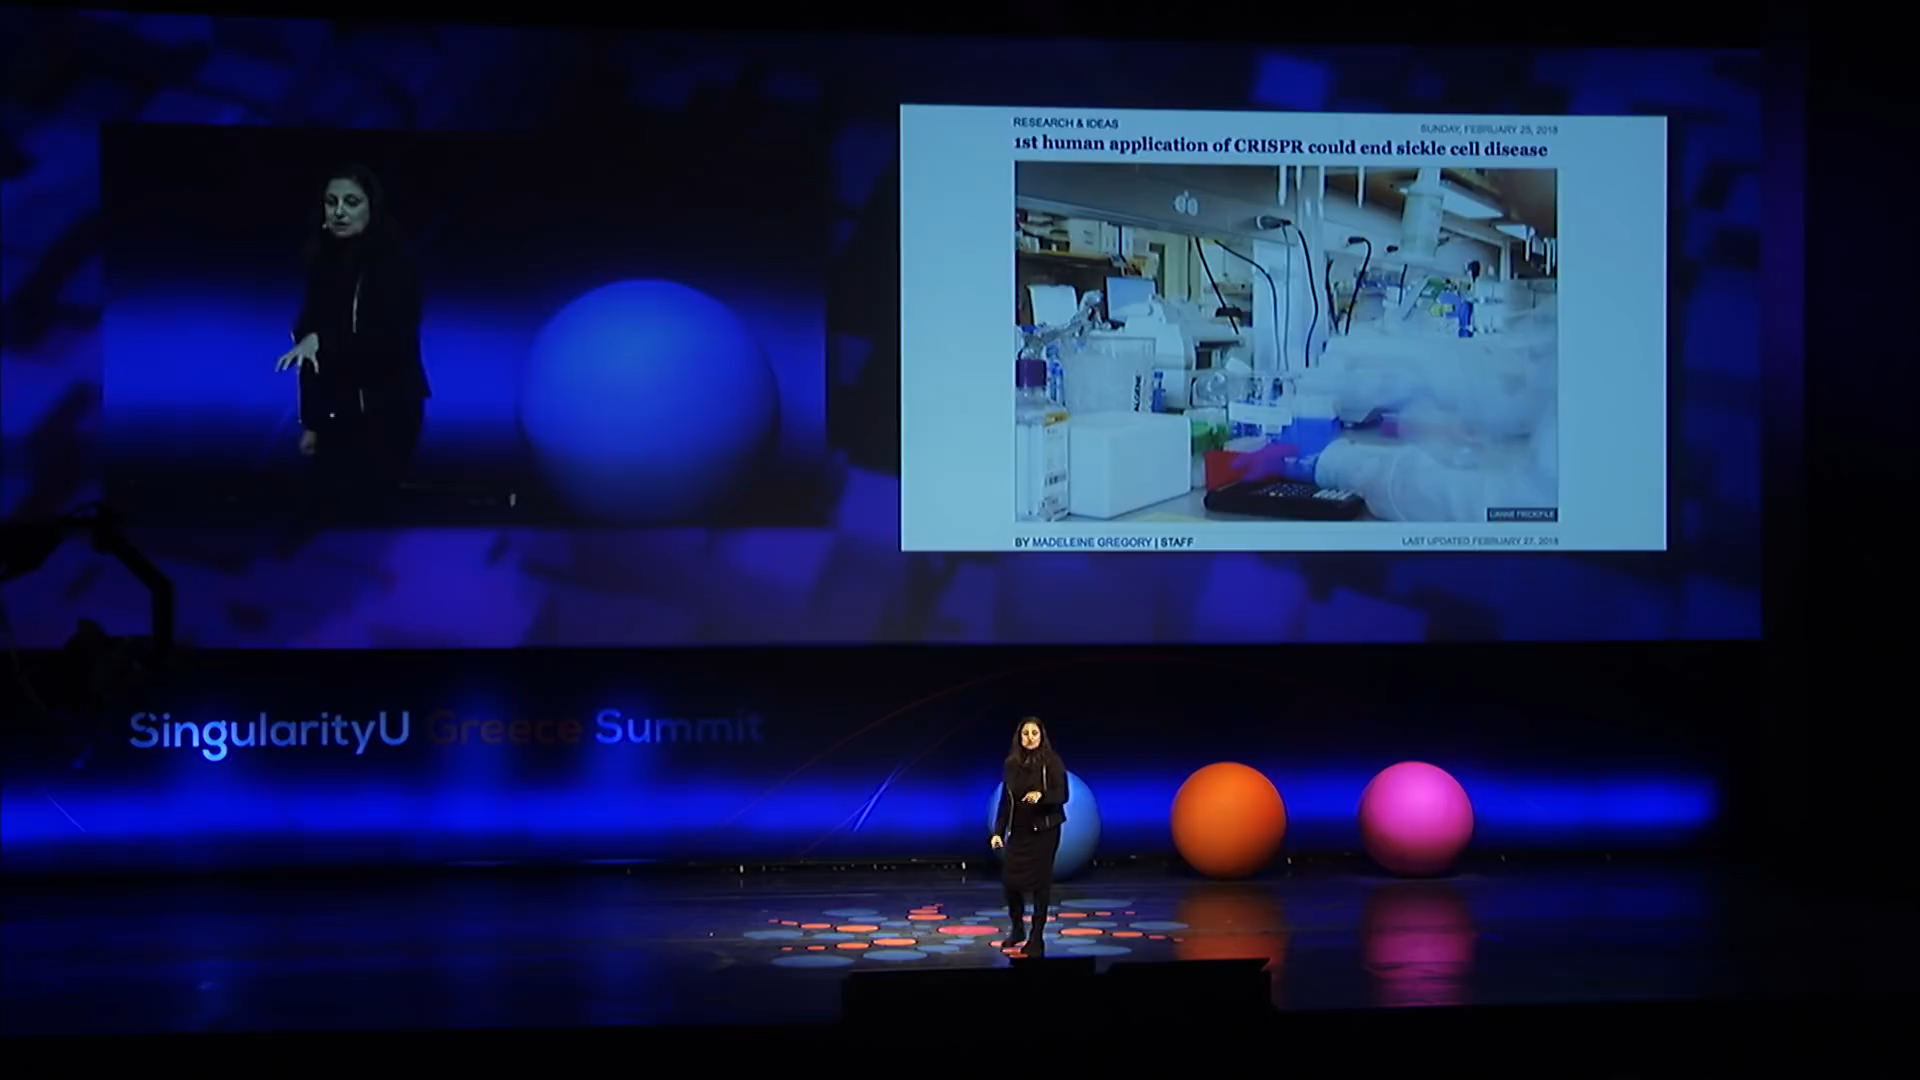 RESEARCH & IDEAS
SUNDAY, FEBRUARY 25, 2018
1st human application of CRISPR could end sickle cell disease
BY MADELEINE GREGORY | STAFF
LAST UPDATED FEBRUARY 27, 2018
SingularityU Greece Summit